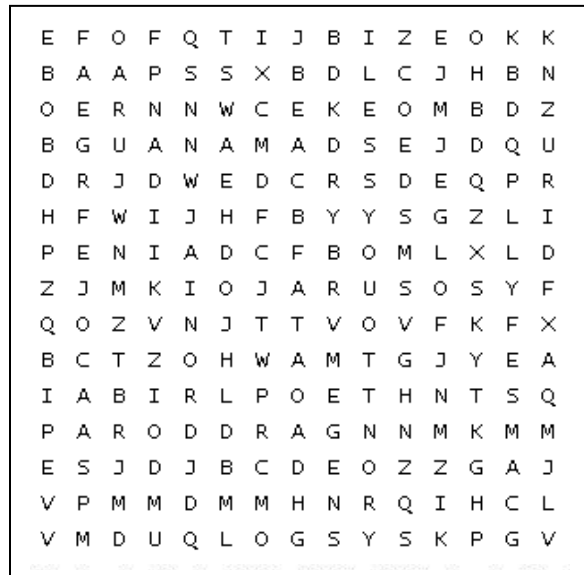 E F O F Q T I J B I Z E O K K
B A A P S S X B D L C J H B N
O E R N N W C E K E O M B D Z
B G U A N A M A D S E J D Q U
D R J D W E D C R S D E Q P R
H F W I J H F B Y Y S G Z L I
P E N I A D C F B O M L X L D
Z J M K I O J A R U S O S Y F
Q O Z V N J T T V O V F K F X
B C T Z O H W A M T G J Y E A
I A B I R L P O E T H N T S Q
P A R O D D R A G N N M K M M
E S J D J B C D E O Z Z G A J
V P M M D M M H N R Q I H C L
V M D U Q L O G S Y S K P G V